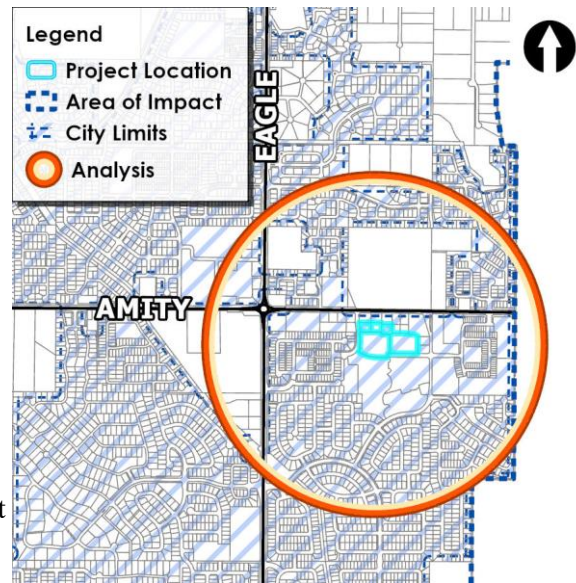 Legend
Project Location
Area of Impact
City Limits
Analysis
EAGLE
AMITY
t